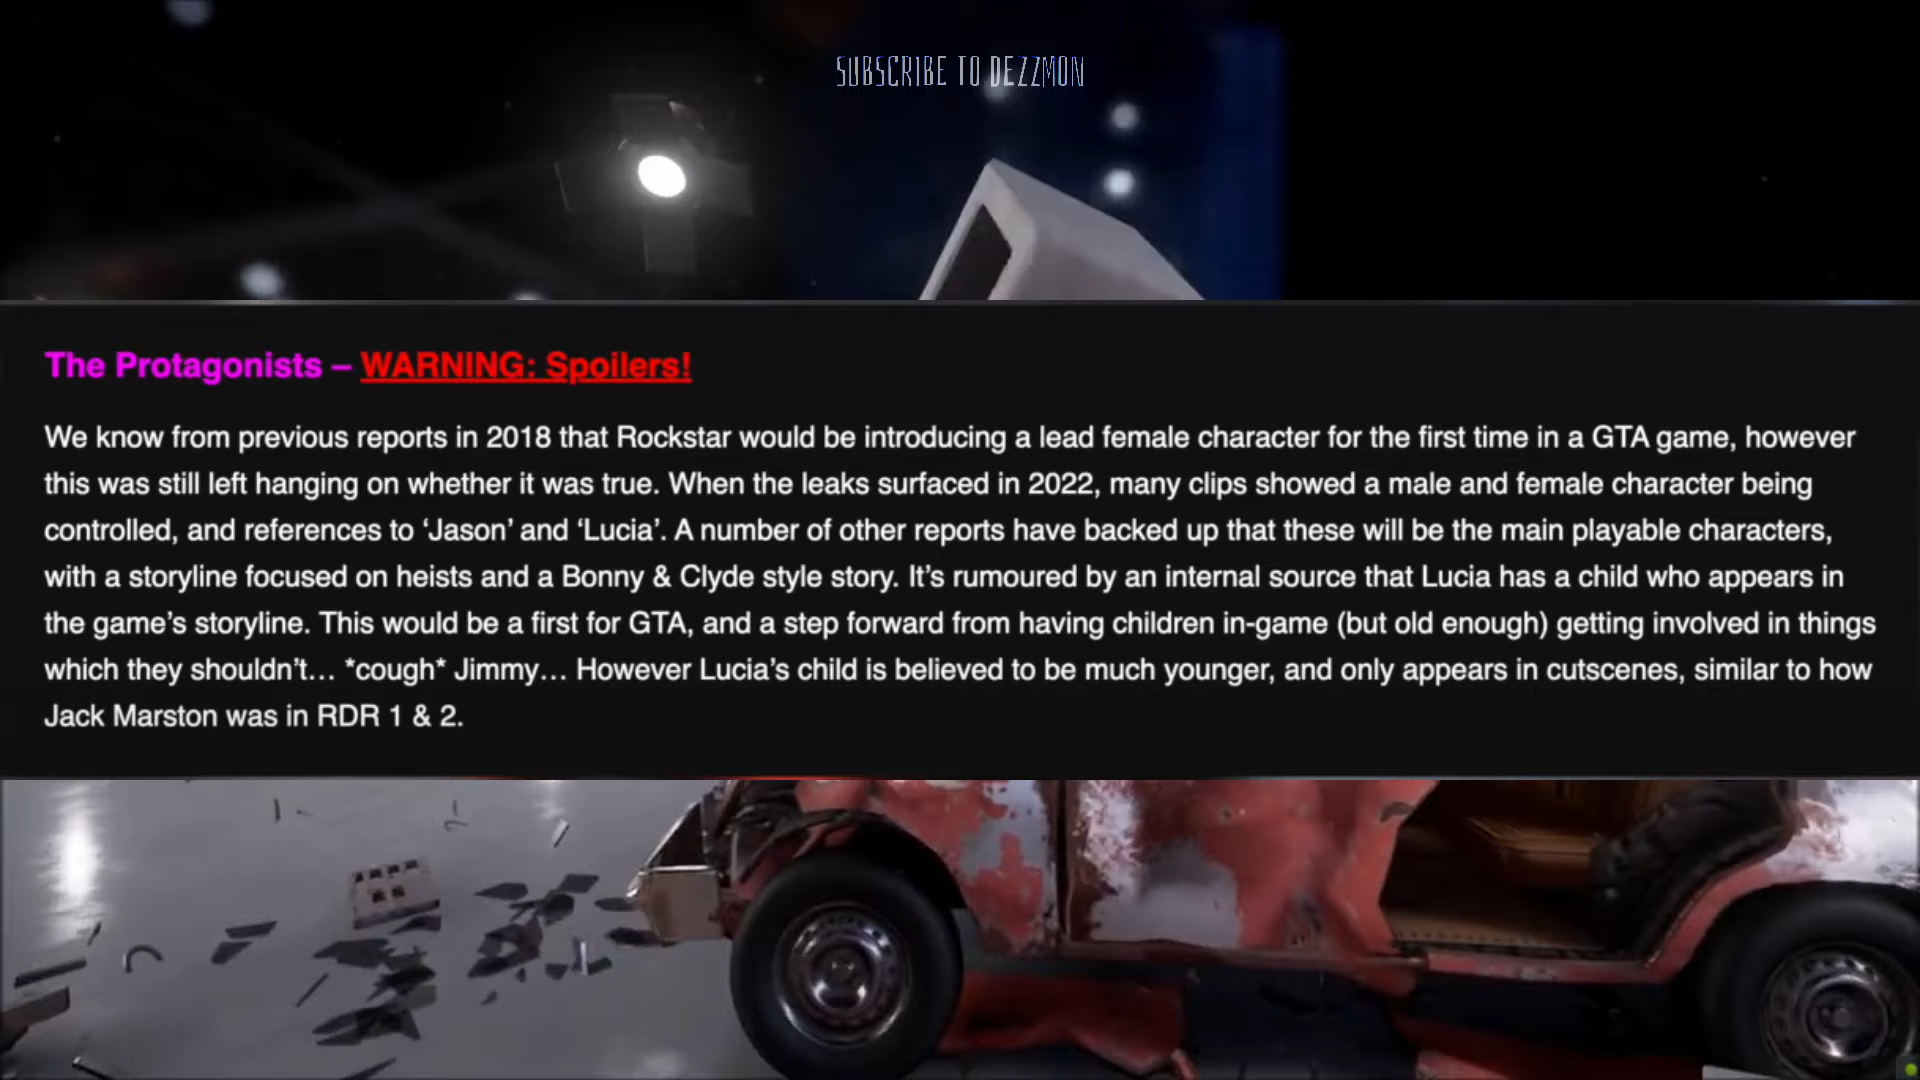 SUBSCRIBE TO DEZZMON
The Protagonists – WARNING: Spoilers!
We know from previous reports in 2018 that Rockstar would be introducing a lead female character for the first time in a GTA game, however
this was still left hanging on whether it was true. When the leaks surfaced in 2022, many clips showed a male and female character being
controlled, and references to ‘Jason’ and ‘Lucia’. A number of other reports have backed up that these will be the main playable characters,
with a storyline focused on heists and a Bonny & Clyde style story. It’s rumoured by an internal source that Lucia has a child who appears in
the game’s storyline. This would be a first for GTA, and a step forward from having children in-game (but old enough) getting involved in things
which they shouldn’t… *cough* Jimmy… However Lucia’s child is believed to be much younger, and only appears in cutscenes, similar to how
Jack Marston was in RDR 1 & 2.